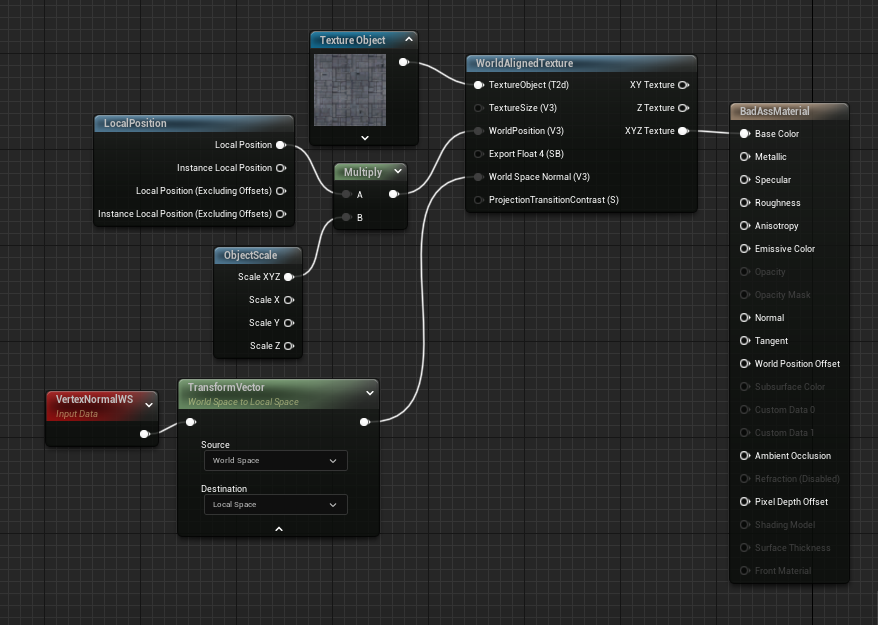 Texture Object
LocalPosition
Local Position
Instance Local Position
Local Position (Excluding Offsets)
Instance Local Position (Excluding Offsets)
Multiply
A
B
ObjectScale
Scale XYZ
Scale X
Scale Y
Scale Z
VertexNormalWS
Input Data
TransformVector
World Space to Local Space
Source
World Space
Destination
Local Space
WorldAlignedTexture
TextureObject (T2d)
XY Texture
TextureSize (V3)
Z Texture
WorldPosition (V3)
XYZ Texture
Export Float 4 (SB)
World Space Normal (V3)
ProjectionTransitionContrast (S)
BadAssMaterial
Base Color
Metallic
Specular
Roughness
Anisotropy
Emissive Color
Opacity
Opacity Mask
Normal
Tangent
World Position Offset
Subsurface Color
Custom Data 0
Custom Data 1
Ambient Occlusion
Refraction (Disabled)
Pixel Depth Offset
Shading Model
Surface Thickness
Front Material